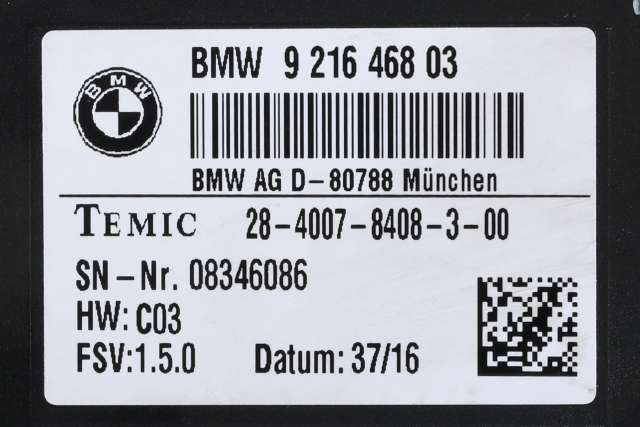 BMW
BMW 9 216 468 03
BMW AG D-80788 München
TEMIC 28-4007-8408-3-00
SN-Nr. 08346086
HW: C03
FSV:1.5.0 Datum: 37/16